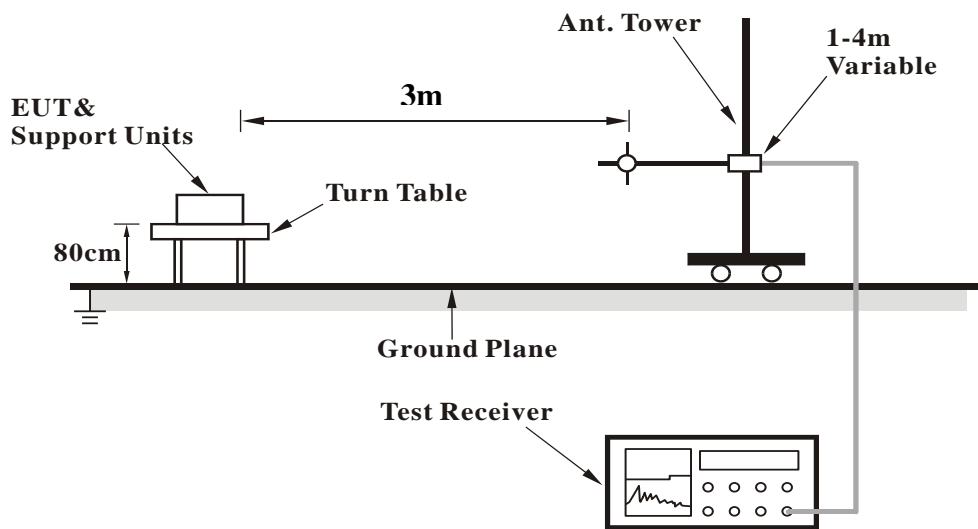 Ant. Tower
1-4m
Variable
3m
EUT&
Support Units
Turn Table
80cm
Ground Plane
Test Receiver